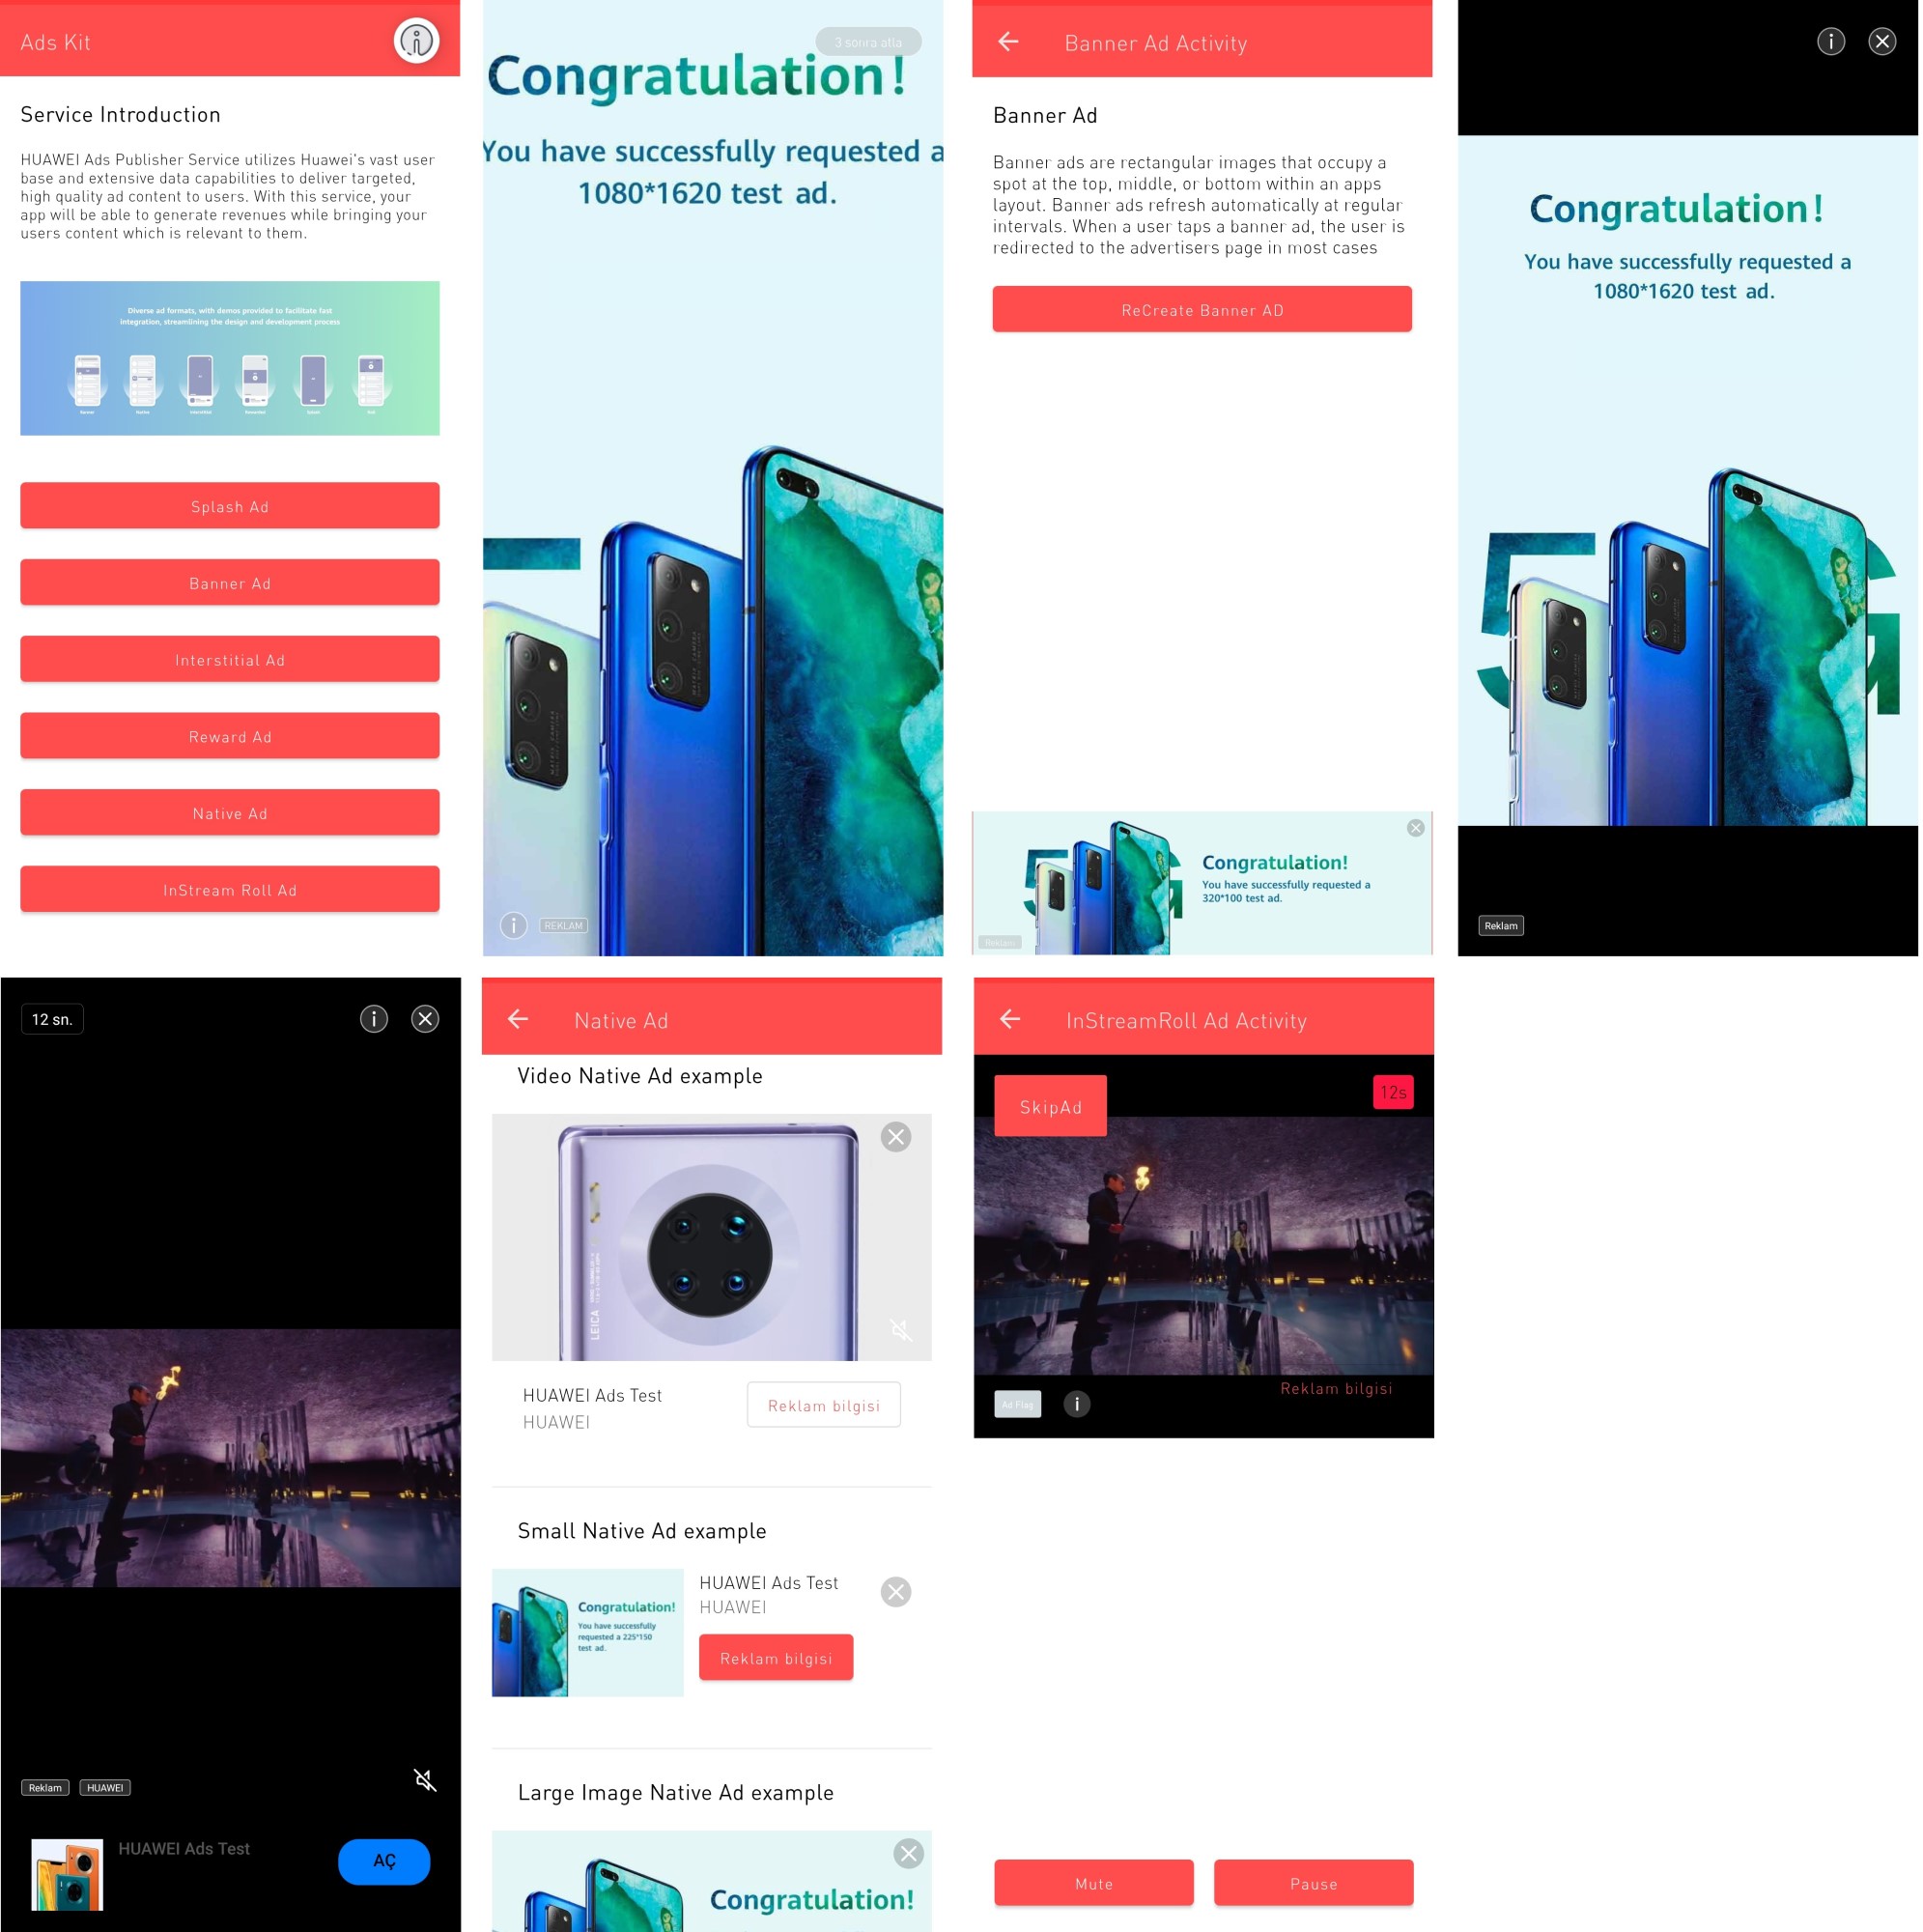 Ads Kit
Service Introduction
HUAWEI Ads Publisher Service utilizes Huawei's vast user
base and extensive data capabilities to deliver targeted,
high quality ad content to users. With this service, your
app will be able to generate revenues while bringing your
users content which is relevant to them.
Diverse ad formats, with demos provided to facilitate fast
integration, streamlining the design and development process
Banner
Native
Interstitial
Rewarded
Splash
Roll
Splash Ad
Banner Ad
Interstitial Ad
Reward Ad
Native Ad
InStream Roll Ad
3 sonra atla
Congratulation!
You have successfully requested a
1080*1620 test ad.
REKLAM
Banner Ad Activity
Banner Ad
Banner ads are rectangular images that occupy a
spot at the top, middle, or bottom within an apps
layout. Banner ads refresh automatically at regular
intervals. When a user taps a banner ad, the user is
redirected to the advertisers page in most cases
ReCreate Banner AD
5G
Congratulation!
You have successfully requested a
320*100 test ad.
Reklam
Congratulation!
You have successfully requested a
1080*1620 test ad.
5G
Reklam
12 sn.
Reklam
HUAWEI
HUAWEI Ads Test
AÇ
Native Ad
Video Native Ad example
LEICA
HUAWEI Ads Test
HUAWEI
Reklam bilgisi
Small Native Ad example
Congratulation!
You have successfully
requested a 225*150
test ad.
HUAWEI Ads Test
HUAWEI
Reklam bilgisi
Large Image Native Ad example
Congratulation!
InStreamRoll Ad Activity
SkipAd
12s
Reklam bilgisi
Ad Flag
Mute
Pause